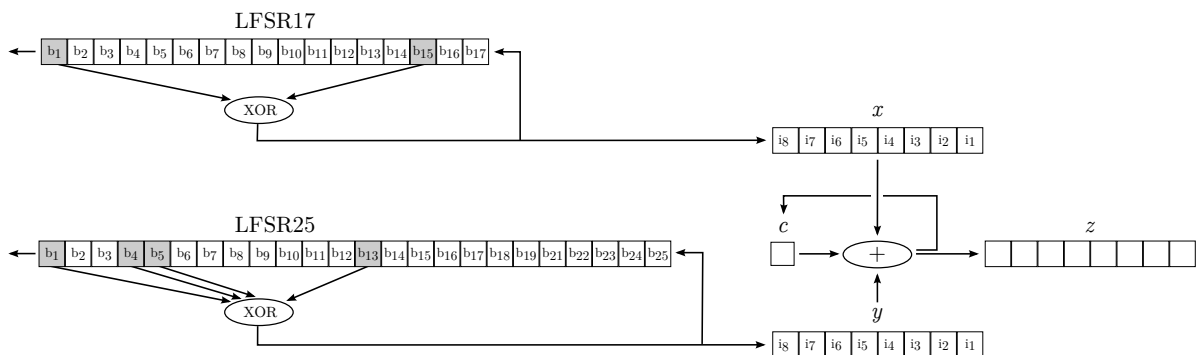 LFSR17
b1 b2 b3 b4 b5 b6 b7 b8 b9 b10 b11 b12 b13 b14 b15 b16 b17
XOR
x
i8 i7 i6 i5 i4 i3 i2 i1
LFSR25
b1 b2 b3 b4 b5 b6 b7 b8 b9 b10 b11 b12 b13 b14 b15 b16 b17 b18 b19 b21 b22 b23 b24 b25
c
+
z
XOR
y
i8 i7 i6 i5 i4 i3 i2 i1